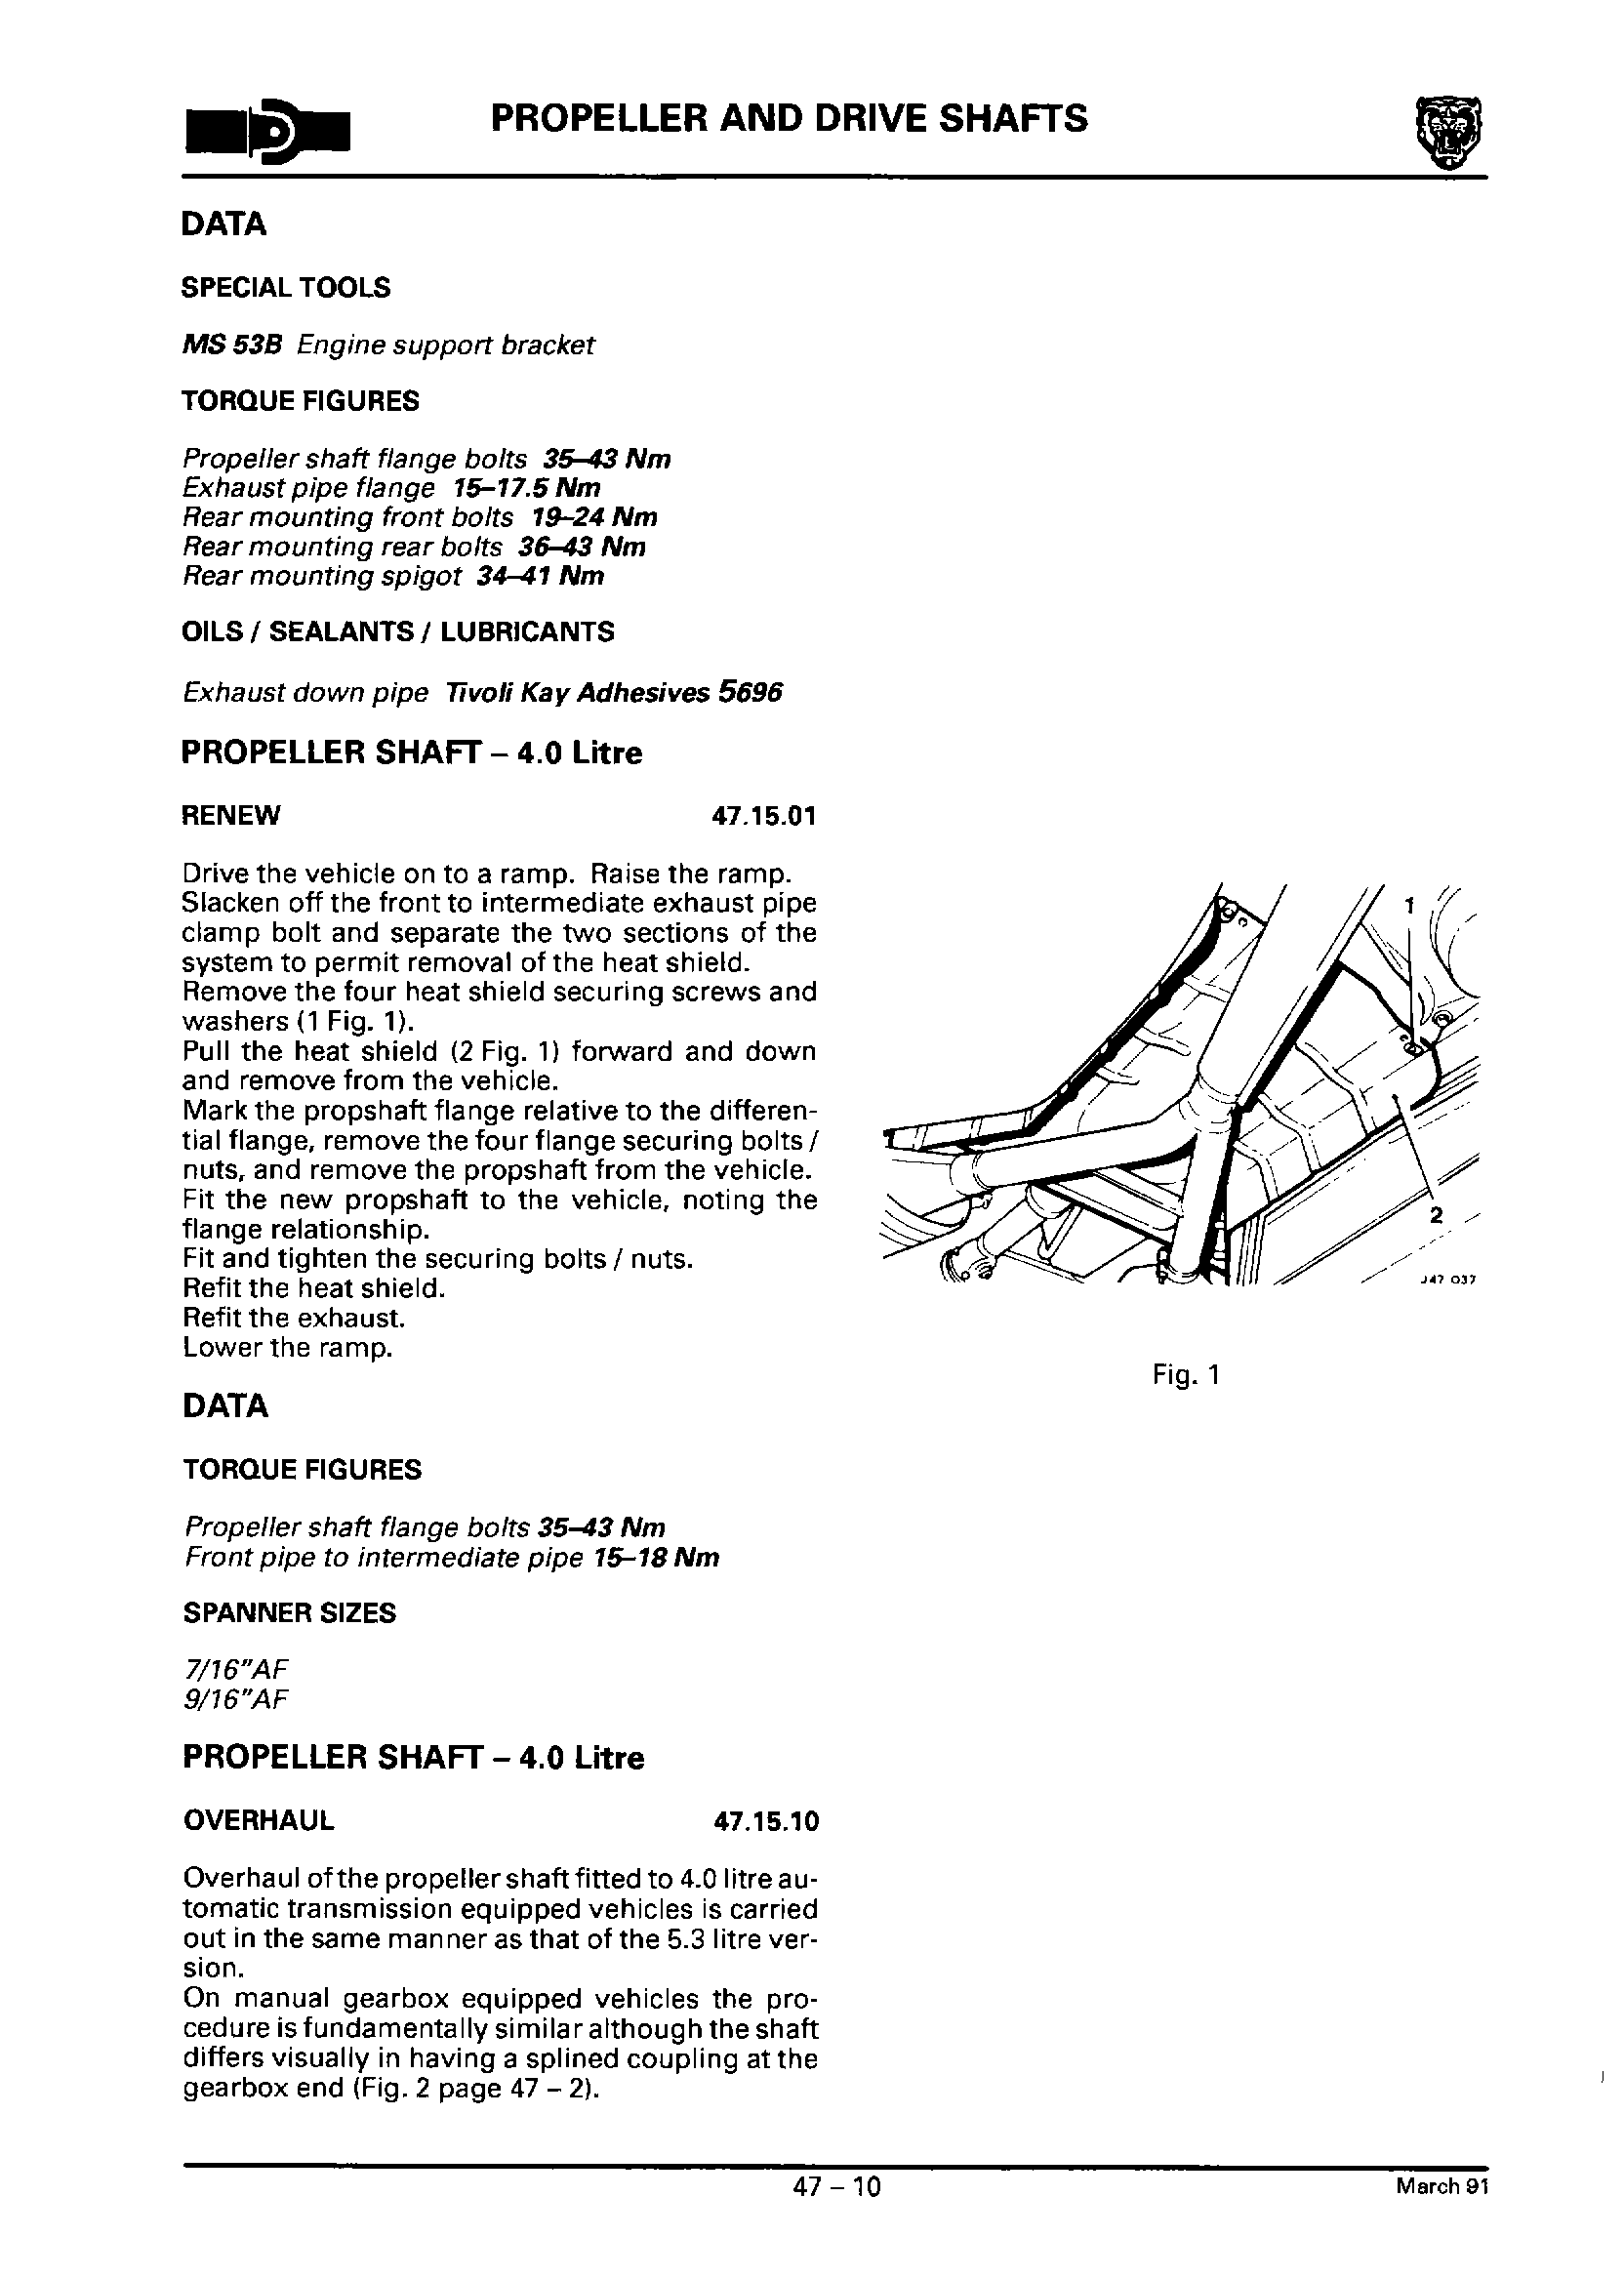 PROPELLER AND DRIVE SHAFTS
DATA
SPECIAL TOOLS
MS 53B Engine support bracket
TORQUE FIGURES
Propeller shaft flange bolts 35–43 Nm
Exhaust pipe flange 15–17.5 Nm
Rear mounting front bolts 19–24 Nm
Rear mounting rear bolts 36–43 Nm
Rear mounting spigot 34–41 Nm
OILS / SEALANTS / LUBRICANTS
Exhaust down pipe Tivoli Kay Adhesives 5696
PROPELLER SHAFT – 4.0 Litre
RENEW 47.15.01
Drive the vehicle on to a ramp. Raise the ramp.
Slacken off the front to intermediate exhaust pipe
clamp bolt and separate the two sections of the
system to permit removal of the heat shield.
Remove the four heat shield securing screws and
washers (1 Fig. 1).
Pull the heat shield (2 Fig. 1) forward and down
and remove from the vehicle.
Mark the propshaft flange relative to the differen-
tial flange, remove the four flange securing bolts /
nuts, and remove the propshaft from the vehicle.
Fit the new propshaft to the vehicle, noting the
flange relationship.
Fit and tighten the securing bolts / nuts.
Refit the heat shield.
Refit the exhaust.
Lower the ramp.
1
2
J47 037
Fig. 1
DATA
TORQUE FIGURES
Propeller shaft flange bolts 35–43 Nm
Front pipe to intermediate pipe 15–18 Nm
SPANNER SIZES
7/16"AF
9/16"AF
PROPELLER SHAFT – 4.0 Litre
OVERHAUL 47.15.10
Overhaul of the propeller shaft fitted to 4.0 litre au-
tomatic transmission equipped vehicles is carried
out in the same manner as that of the 5.3 litre ver-
sion.
On manual gearbox equipped vehicles the pro-
cedure is fundamentally similar although the shaft
differs visually in having a splined coupling at the
gearbox end (Fig. 2 page 47 – 2).
47 – 10
March 91